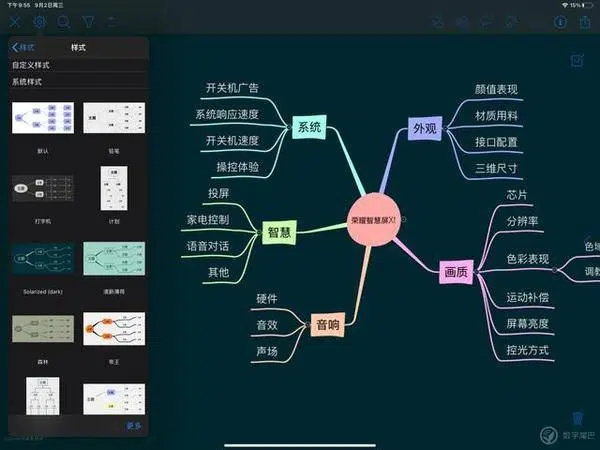 下午9:55 9月2日周三
15%
样式
样式
自定义样式
系统样式
默认
铅笔
打字机
计划
Solarized (dark)
清新薄荷
森林
帝王
更多
开关机广告
系统响应速度
开关机速度
操控体验
系统
投屏
家电控制
语音对话
其他
智慧
硬件
音效
声场
音响
荣耀智慧屏X1
外观
颜值表现
材质用料
接口配置
三维尺寸
画质
芯片
分辨率
色彩表现
运动补偿
屏幕亮度
控光方式
数字尾巴